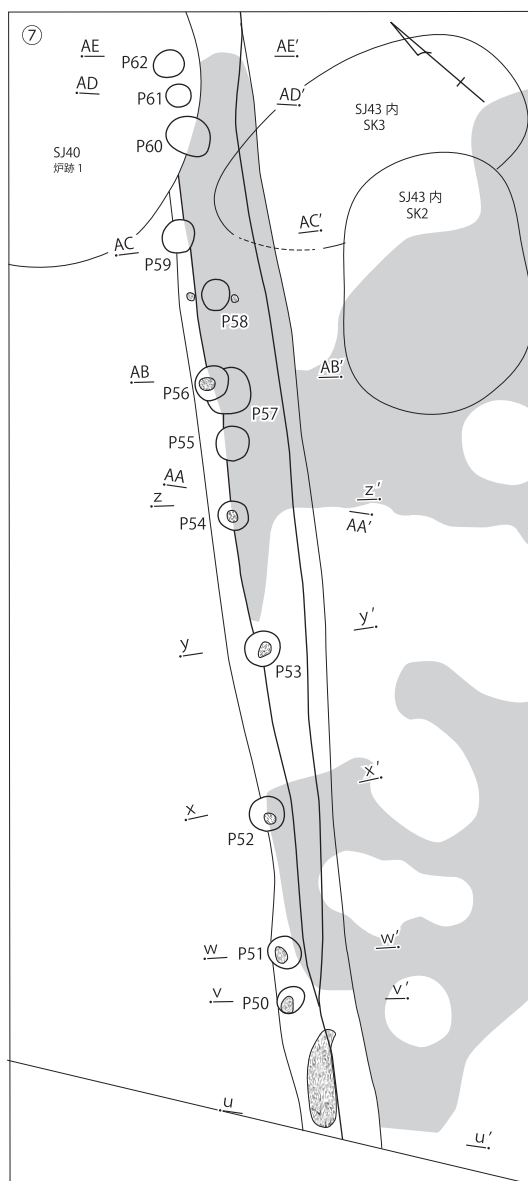 ⑦
AE
P62
AE′
AD
P61
AD′
P60
SJ43 内
SK3
SJ40
炉跡 1
SJ43 内
SK2
AC
P59
AC′
P58
AB
P56
AB′
P57
P55
AA
z
P54
z′
AA′
y
P53
y′
x
P52
x′
w
P51
w′
v
P50
v′
u
u′